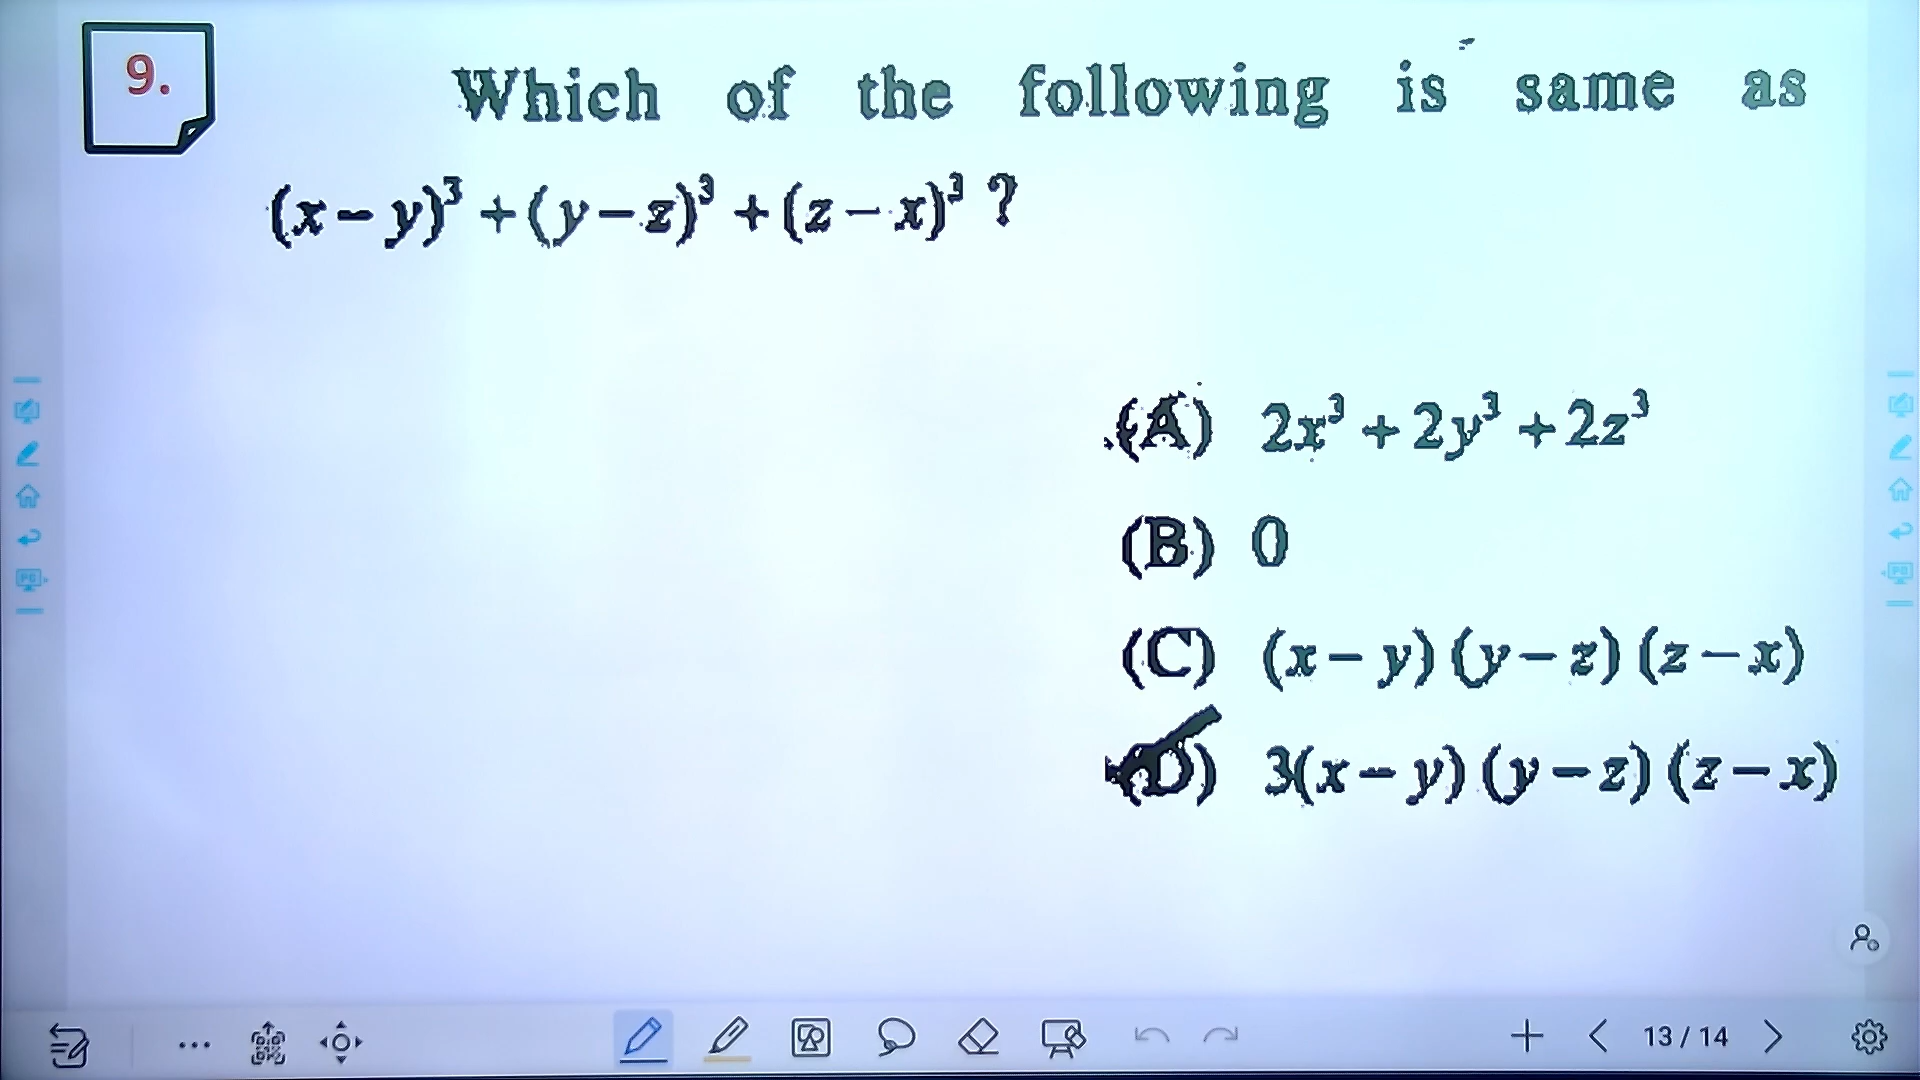 9.
Which of the following is same as
(x – y)³ + (y – z)³ + (z – x)³ ?
(A) 2x³ + 2y³ + 2z³
(B) 0
(C) (x – y) (y – z) (z – x)
(D) 3(x – y) (y – z) (z – x)
13 / 14